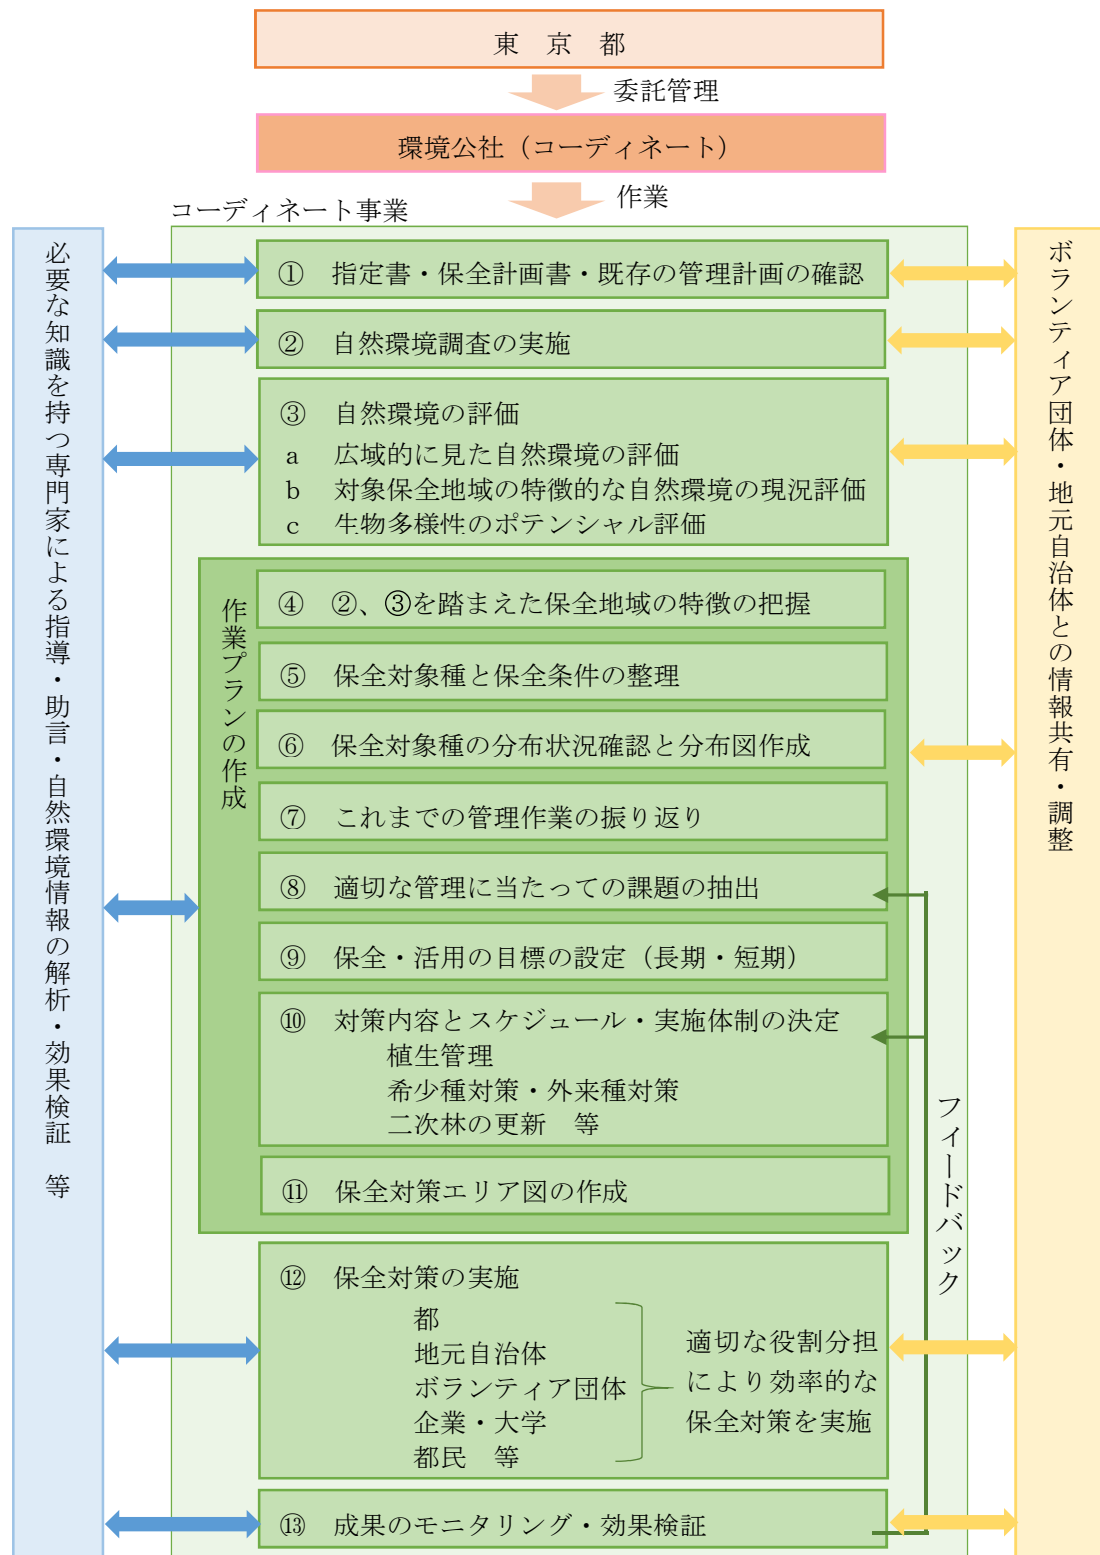 東　京　都
委託管理
環境公社（コーディネート）
作業
コーディネート事業
必要な知識を持つ専門家による指導・助言・自然環境情報の解析・効果検証　等
①　指定書・保全計画書・既存の管理計画の確認
②　自然環境調査の実施
③　自然環境の評価
a　広域的に見た自然環境の評価
b　対象保全地域の特徴的な自然環境の現況評価
c　生物多様性のポテンシャル評価
作業プランの作成
④　②、③を踏まえた保全地域の特徴の把握
⑤　保全対象種と保全条件の整理
⑥　保全対象種の分布状況確認と分布図作成
⑦　これまでの管理作業の振り返り
⑧　適切な管理に当たっての課題の抽出
⑨　保全・活用の目標の設定（長期・短期）
⑩　対策内容とスケジュール・実施体制の決定
植生管理
希少種対策・外来種対策
二次林の更新　等
⑪　保全対策エリア図の作成
⑫　保全対策の実施
都
地元自治体
ボランティア団体
企業・大学
都民　等
適切な役割分担
により効率的な
保全対策を実施
⑬　成果のモニタリング・効果検証
フィードバック
ボランティア団体・地元自治体との情報共有・調整